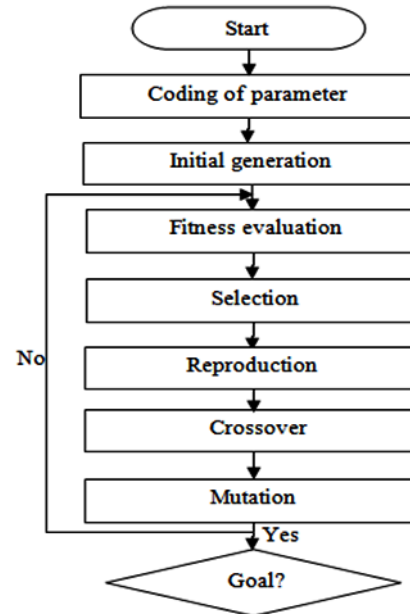 Start
Coding of parameter
Initial generation
Fitness evaluation
Selection
No
Reproduction
Crossover
Mutation
Yes
Goal?